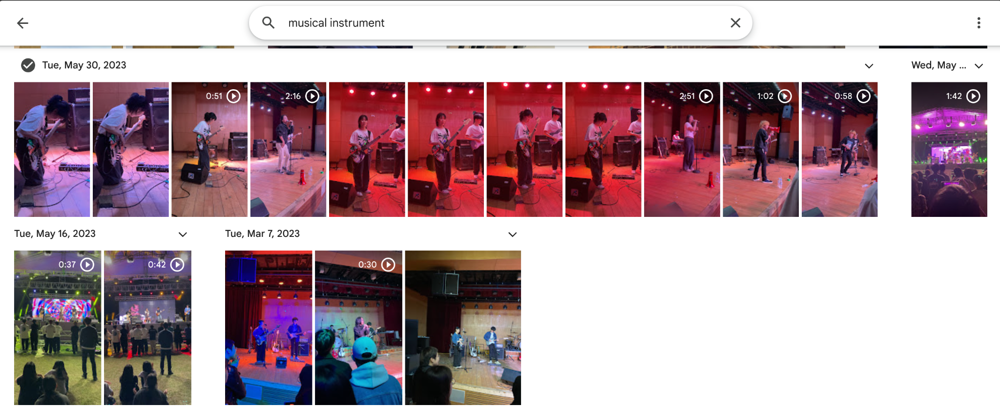 musical instrument
Tue, May 30, 2023
Wed, May ...
0:51
2:16
2:51
1:02
0:58
1:42
Tue, May 16, 2023
Tue, Mar 7, 2023
0:37
0:42
0:30